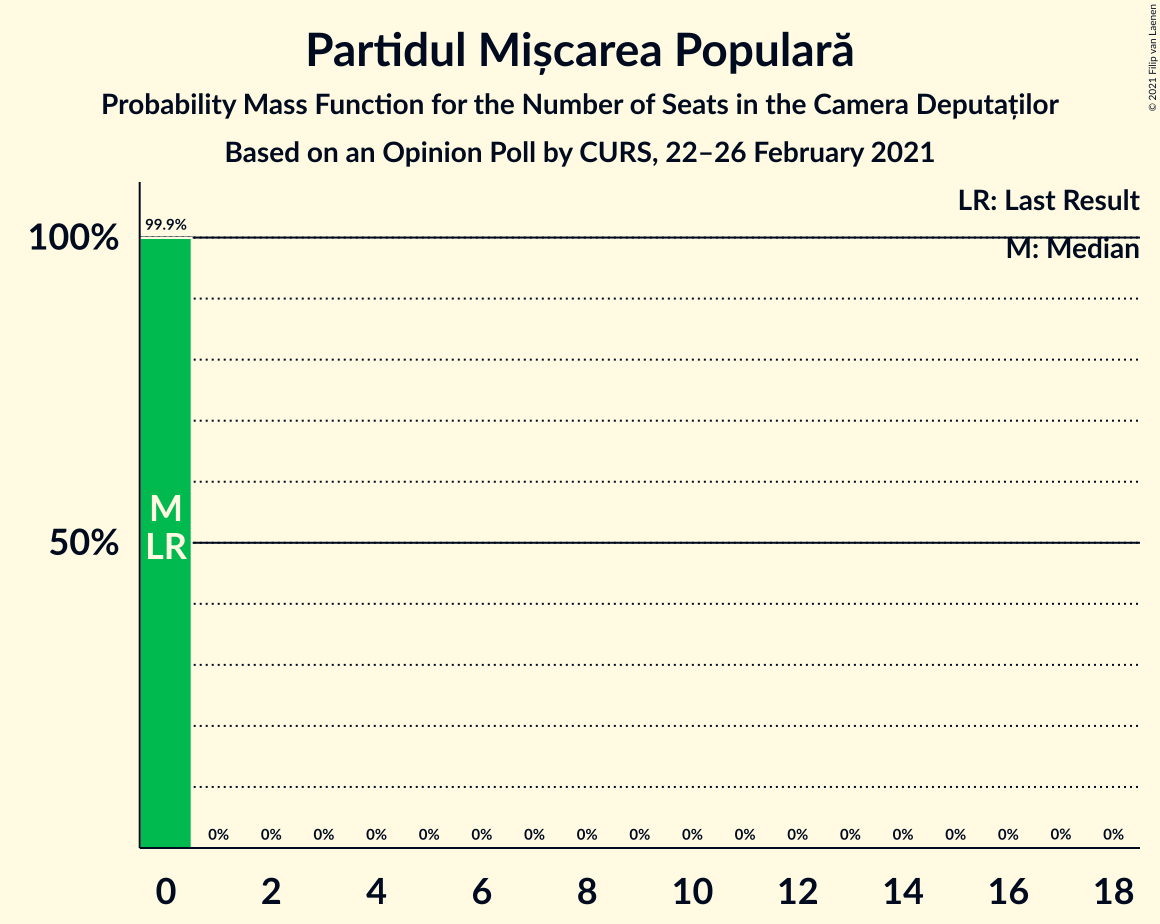 Partidul Mișcarea Populară
Probability Mass Function for the Number of Seats in the Camera Deputaților
Based on an Opinion Poll by CURS, 22–26 February 2021
© 2021 Filip van Laenen
LR: Last Result
M: Median
99.9%
100%
50%
M
LR
0% 0% 0% 0% 0% 0% 0% 0% 0% 0% 0% 0% 0% 0% 0% 0% 0% 0%
0 2 4 6 8 10 12 14 16 18